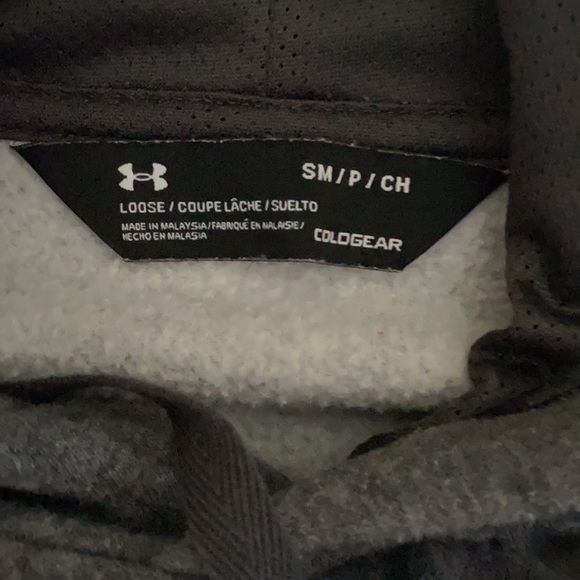 SM/P/CH
LOOSE/COUPE LÂCHE/SUELTO
MADE IN MALAYSIA/FABRIQUÉ EN MALAISIE/
HECHO EN MALASIA
COLDGEAR